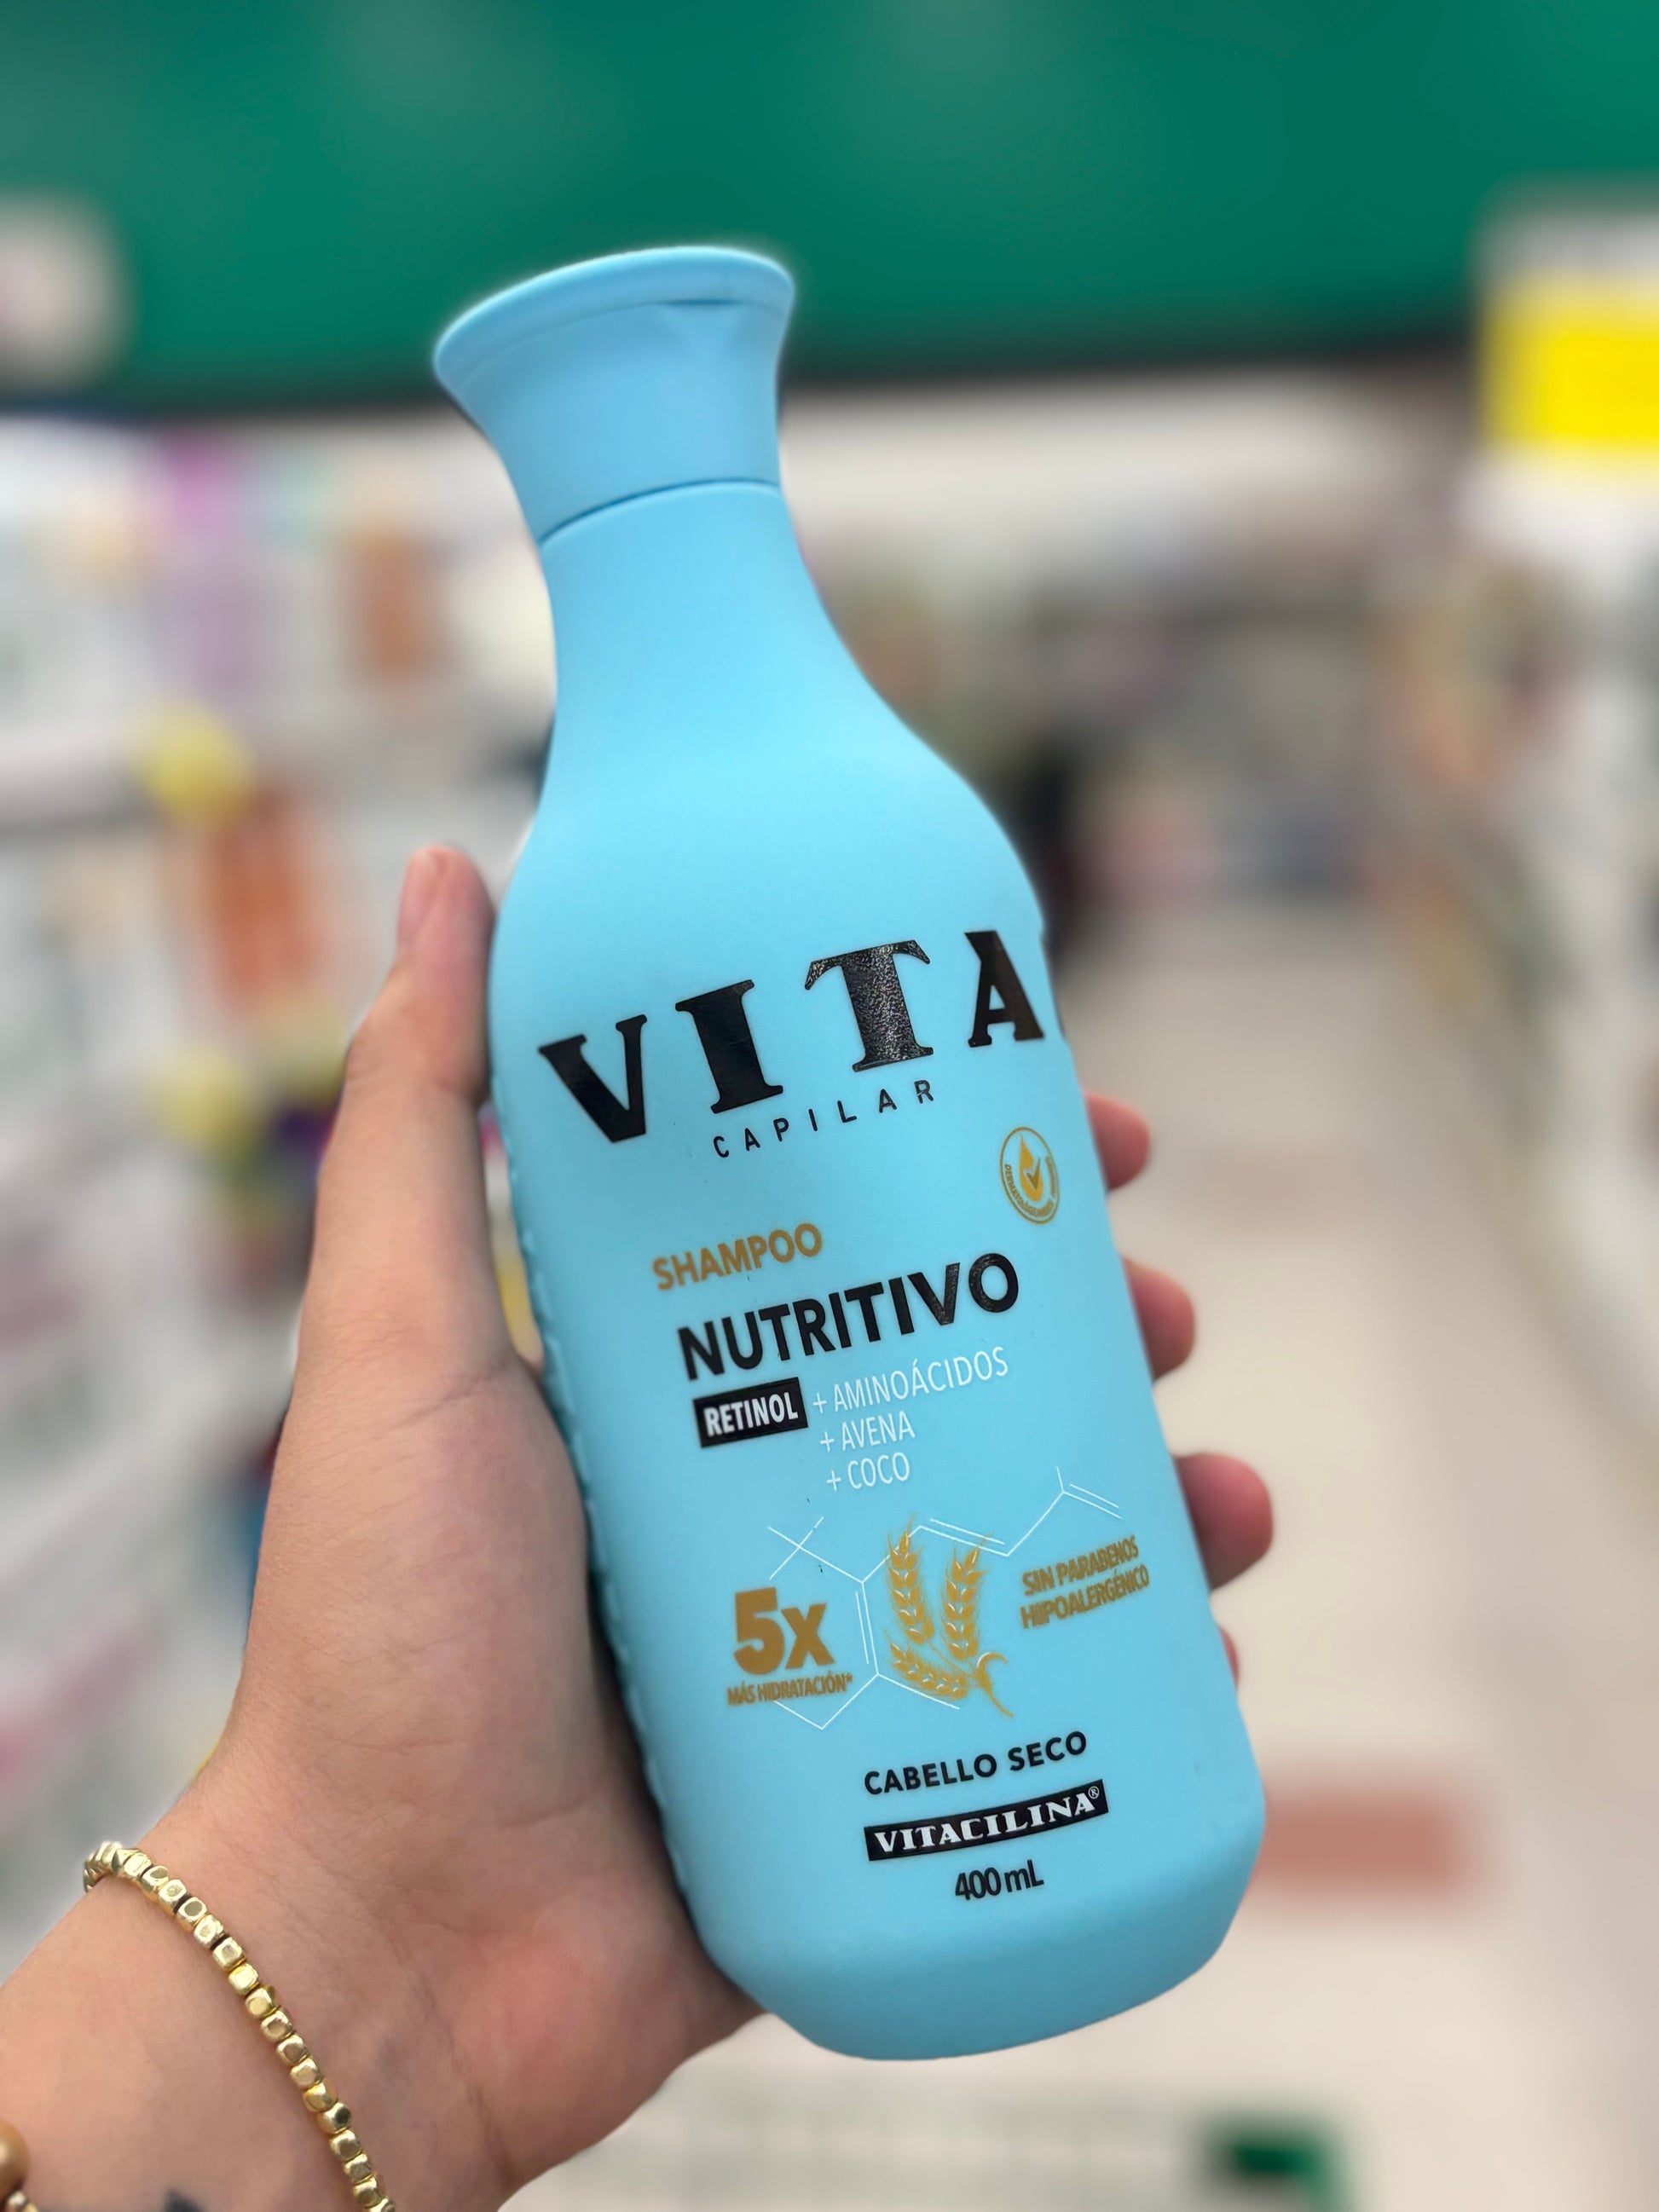 VITA
CAPILAR
SHAMPOO
NUTRITIVO
RETINOL + AMINOÁCIDOS
+ AVENA
+ COCO
5X
MÁS HIDRATACIÓN*
SIN PARABENOS
HIPOALERGÉNICO
CABELLO SECO
VITACILINA®
400 mL